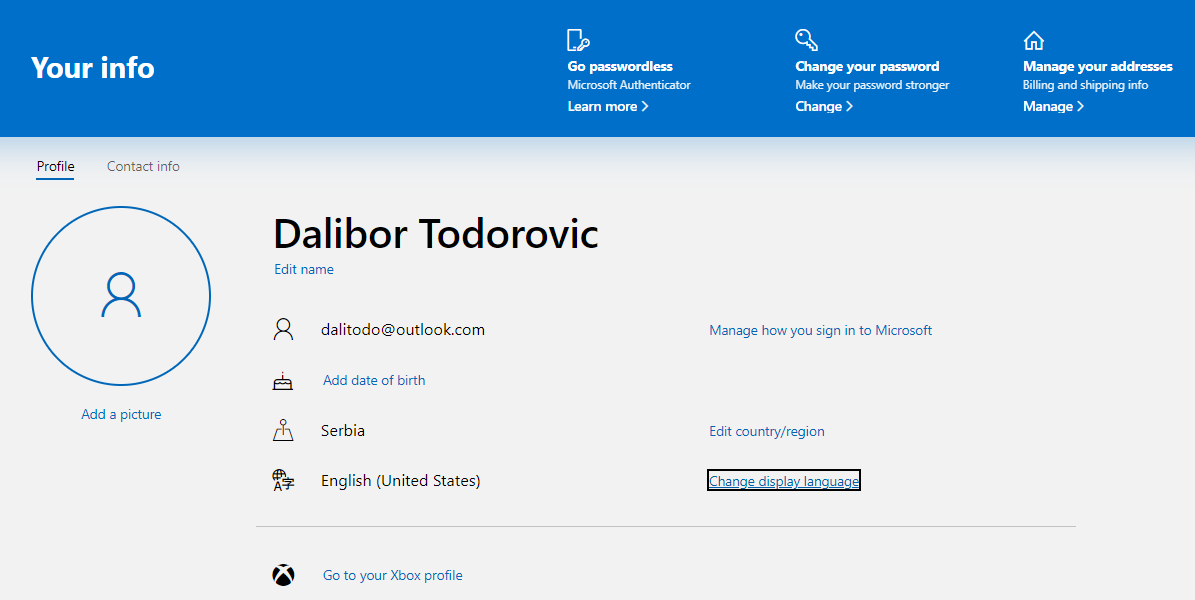 Your info
Go passwordless
Microsoft Authenticator
Learn more >
Change your password
Make your password stronger
Change >
Manage your addresses
Billing and shipping info
Manage >
Profile
Contact info
Dalibor Todorovic
Edit name
dalitodo@outlook.com
Manage how you sign in to Microsoft
Add date of birth
Add a picture
Serbia
Edit country/region
English (United States)
Change display language
Go to your Xbox profile